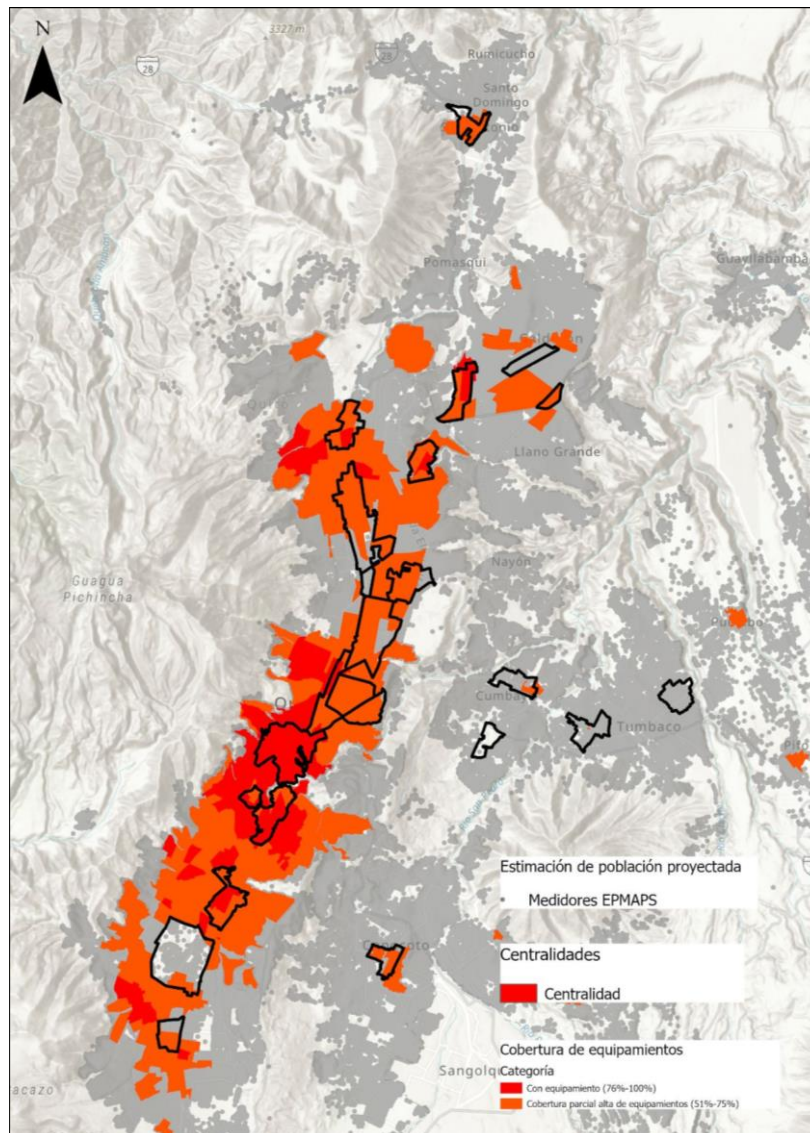 N
3327 m
28
28
Rumicucho
Santo
Domingo
onio
Pomasqui
Guayllabamba
Calderón
Llano Grande
Nayón
Guagua
Pichincha
Cumbayá
Tumbaco
Sangolquí
Estimación de población proyectada
Medidores EPMAPS
Centralidades
Centralidad
Cobertura de equipamientos
Categoría
Con equipamiento (76%-100%)
Cobertura parcial alta de equipamientos (51%-75%)